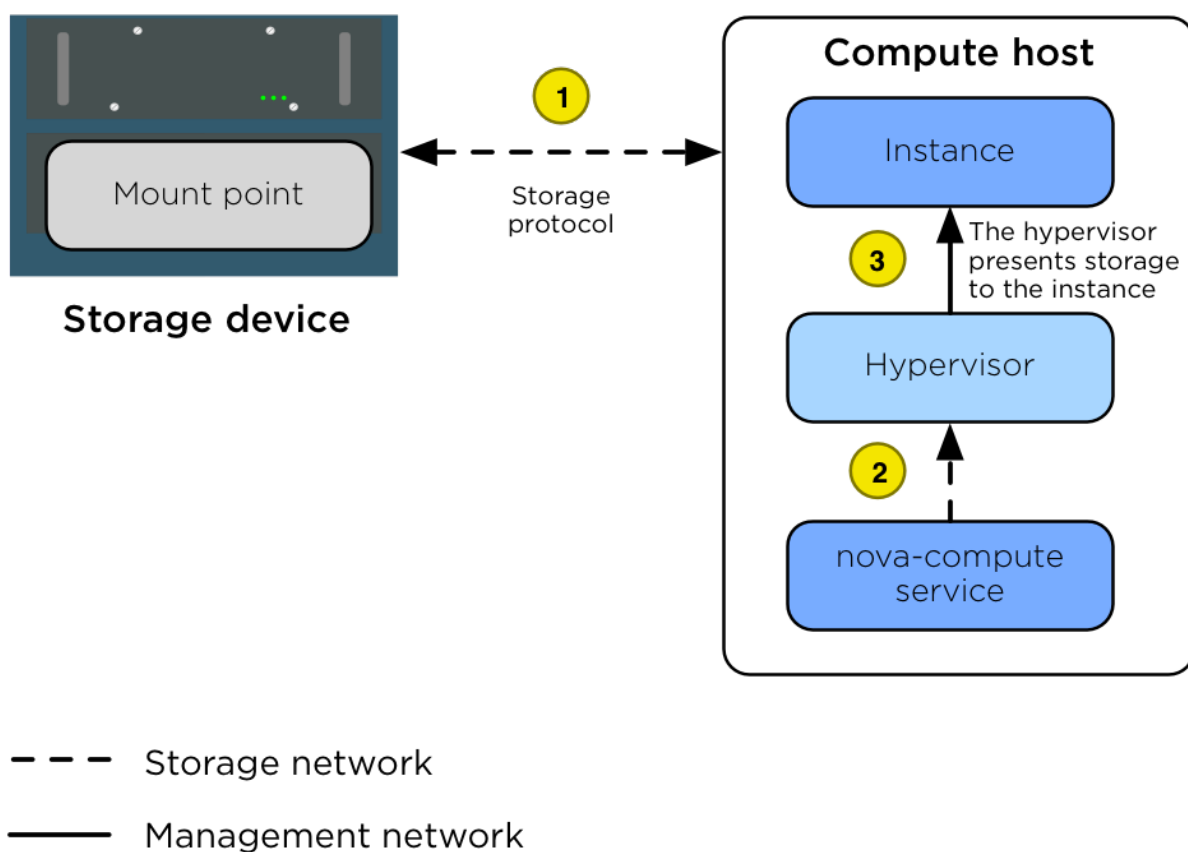 Compute host
1
Instance
Mount point
Storage
protocol
The hypervisor
presents storage
to the instance
3
Storage device
Hypervisor
2
nova-compute
service
Storage network
Management network